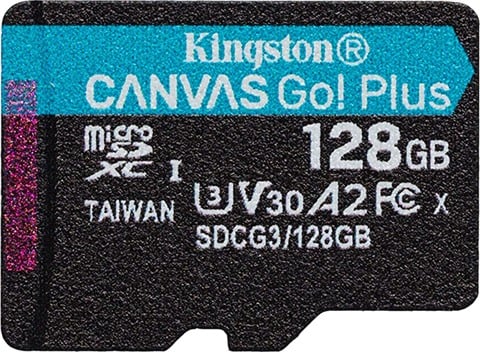 Kingston®
CANVAS Go! Plus
micro SD XC I
128GB
U3 V30 A2 FC X
TAIWAN
SDCG3/128GB